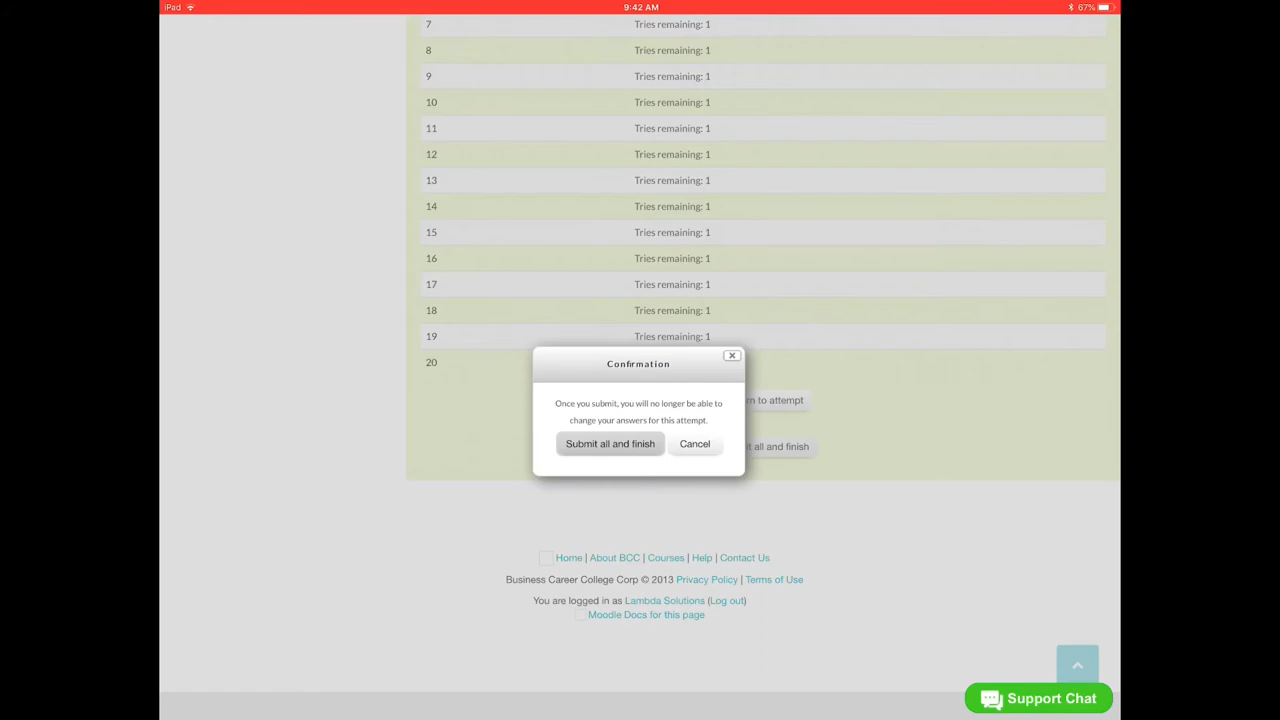 iPad 9:42 AM 67%
7 Tries remaining: 1
8 Tries remaining: 1
9 Tries remaining: 1
10 Tries remaining: 1
11 Tries remaining: 1
12 Tries remaining: 1
13 Tries remaining: 1
14 Tries remaining: 1
15 Tries remaining: 1
16 Tries remaining: 1
17 Tries remaining: 1
18 Tries remaining: 1
19 Tries remaining: 1
20
Confirmation
Once you submit, you will no longer be able to
change your answers for this attempt.
Submit all and finish Cancel
to attempt
all and finish
Home | About BCC | Courses | Help | Contact Us
Business Career College Corp © 2013 Privacy Policy | Terms of Use
You are logged in as Lambda Solutions (Log out)
Moodle Docs for this page
Support Chat